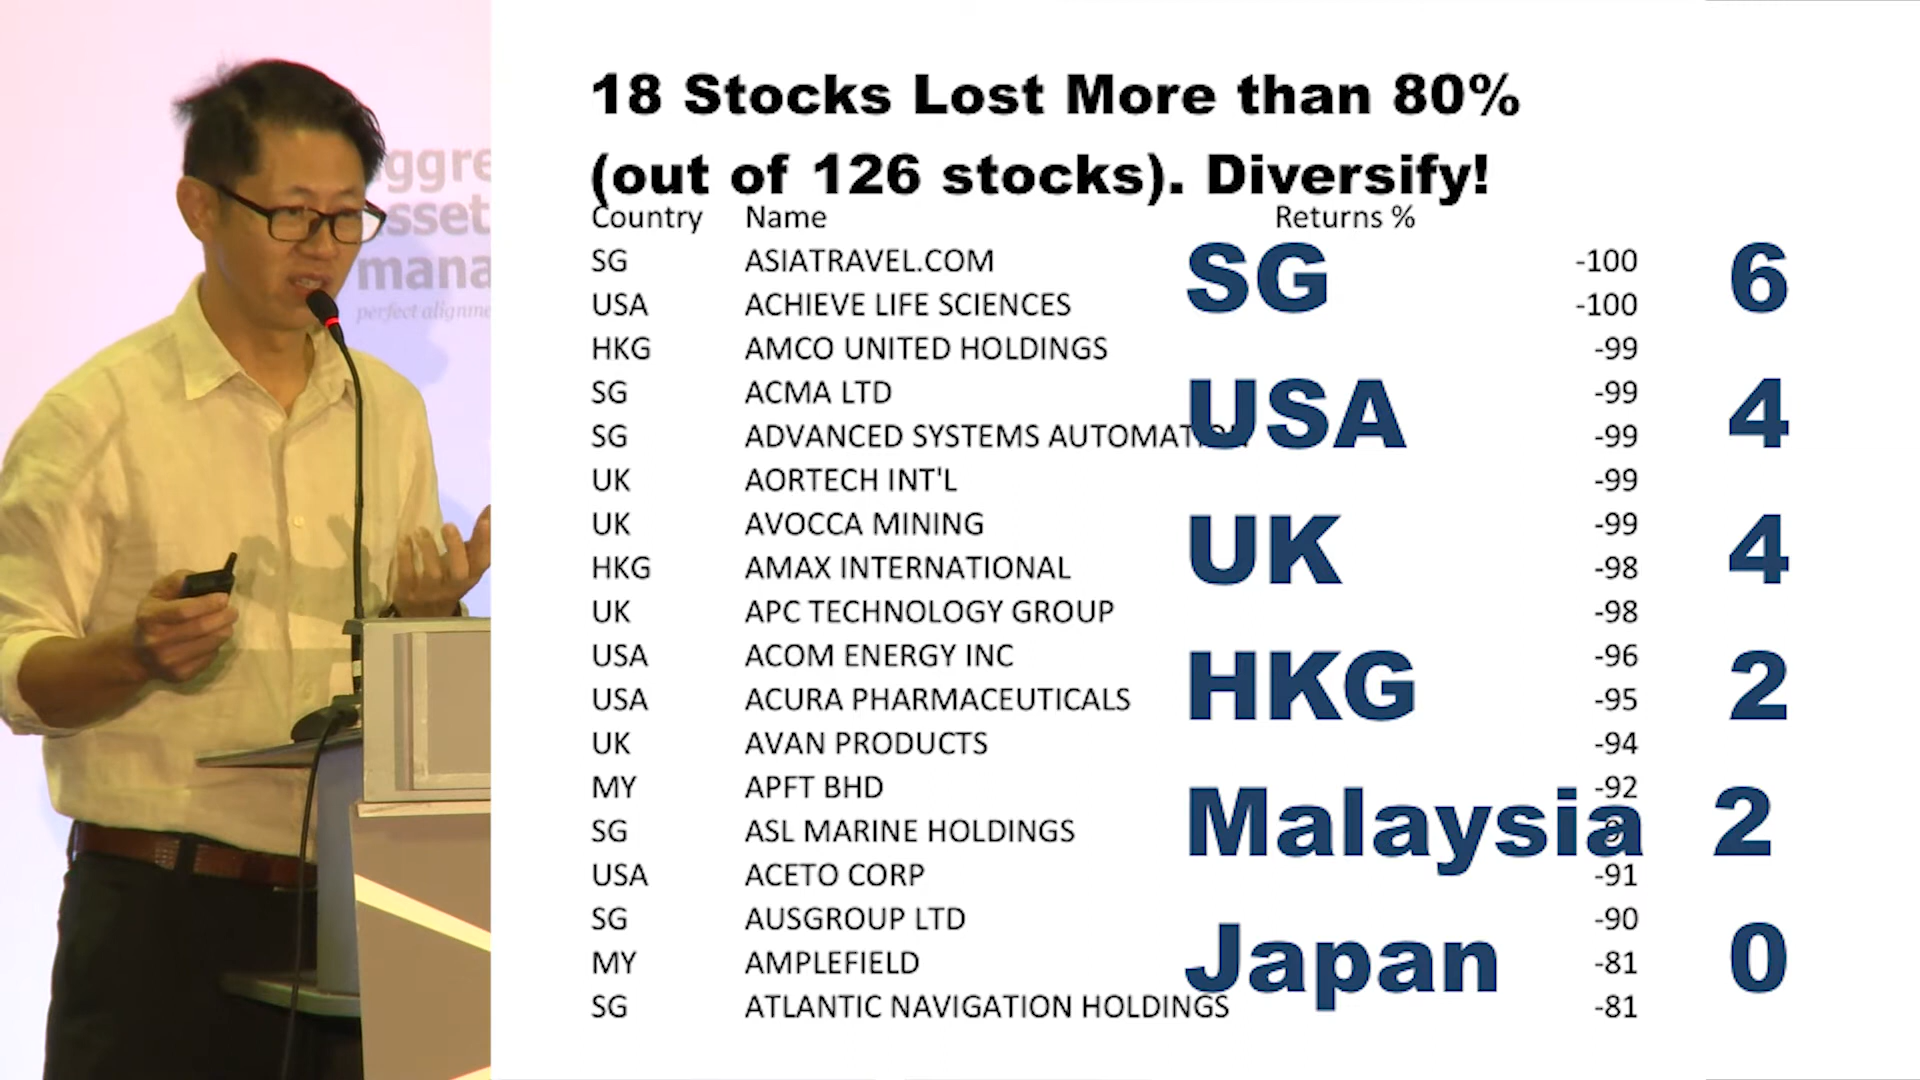 ggre
asset
mana
perfect alignme
18 Stocks Lost More than 80%
(out of 126 stocks). Diversify!
Country Name Returns %
SG ASIATRAVEL.COM -100
USA ACHIEVE LIFE SCIENCES -100
HKG AMCO UNITED HOLDINGS -99
SG ACMA LTD -99
SG ADVANCED SYSTEMS AUTOMATION -99
UK AORTECH INT'L -99
UK AVOCCA MINING -99
HKG AMAX INTERNATIONAL -98
UK APC TECHNOLOGY GROUP -98
USA ACOM ENERGY INC -96
USA ACURA PHARMACEUTICALS -95
UK AVAN PRODUCTS -94
MY APFT BHD -92
SG ASL MARINE HOLDINGS
USA ACETO CORP -91
SG AUSGROUP LTD -90
MY AMPLEFIELD -81
SG ATLANTIC NAVIGATION HOLDINGS -81
SG 6
USA 4
UK 4
HKG 2
Malaysia 2
Japan 0